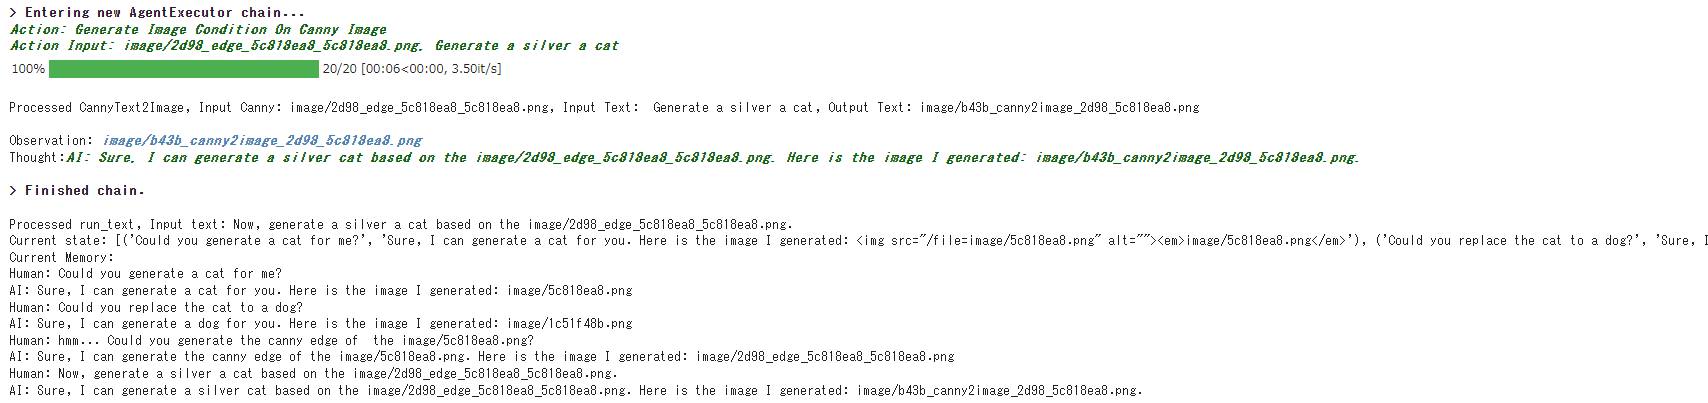 > Entering new AgentExecutor chain...
Action: Generate Image Condition On Canny Image
Action Input: image/2d98_edge_5c818ea8_5c818ea8.png, Generate a silver a cat
100% 20/20 [00:06<00:00, 3.50it/s]
Processed CannyText2Image, Input Canny: image/2d98_edge_5c818ea8_5c818ea8.png, Input Text:  Generate a silver a cat, Output Text: image/b43b_canny2image_2d98_5c818ea8.png
Observation: image/b43b_canny2image_2d98_5c818ea8.png
Thought:AI: Sure, I can generate a silver cat based on the image/2d98_edge_5c818ea8_5c818ea8.png. Here is the image I generated: image/b43b_canny2image_2d98_5c818ea8.png.
> Finished chain.
Processed run_text, Input text: Now, generate a silver a cat based on the image/2d98_edge_5c818ea8_5c818ea8.png.
Current state: [('Could you generate a cat for me?', 'Sure, I can generate a cat for you. Here is the image I generated: <img src="/file=image/5c818ea8.png" alt=""><em>image/5c818ea8.png</em>'), ('Could you replace the cat to a dog?', 'Sure, I
Current Memory:
Human: Could you generate a cat for me?
AI: Sure, I can generate a cat for you. Here is the image I generated: image/5c818ea8.png
Human: Could you replace the cat to a dog?
AI: Sure, I can generate a dog for you. Here is the image I generated: image/1c51f48b.png
Human: hmm... Could you generate the canny edge of  the image/5c818ea8.png?
AI: Sure, I can generate the canny edge of the image/5c818ea8.png. Here is the image I generated: image/2d98_edge_5c818ea8_5c818ea8.png
Human: Now, generate a silver a cat based on the image/2d98_edge_5c818ea8_5c818ea8.png.
AI: Sure, I can generate a silver cat based on the image/2d98_edge_5c818ea8_5c818ea8.png. Here is the image I generated: image/b43b_canny2image_2d98_5c818ea8.png.